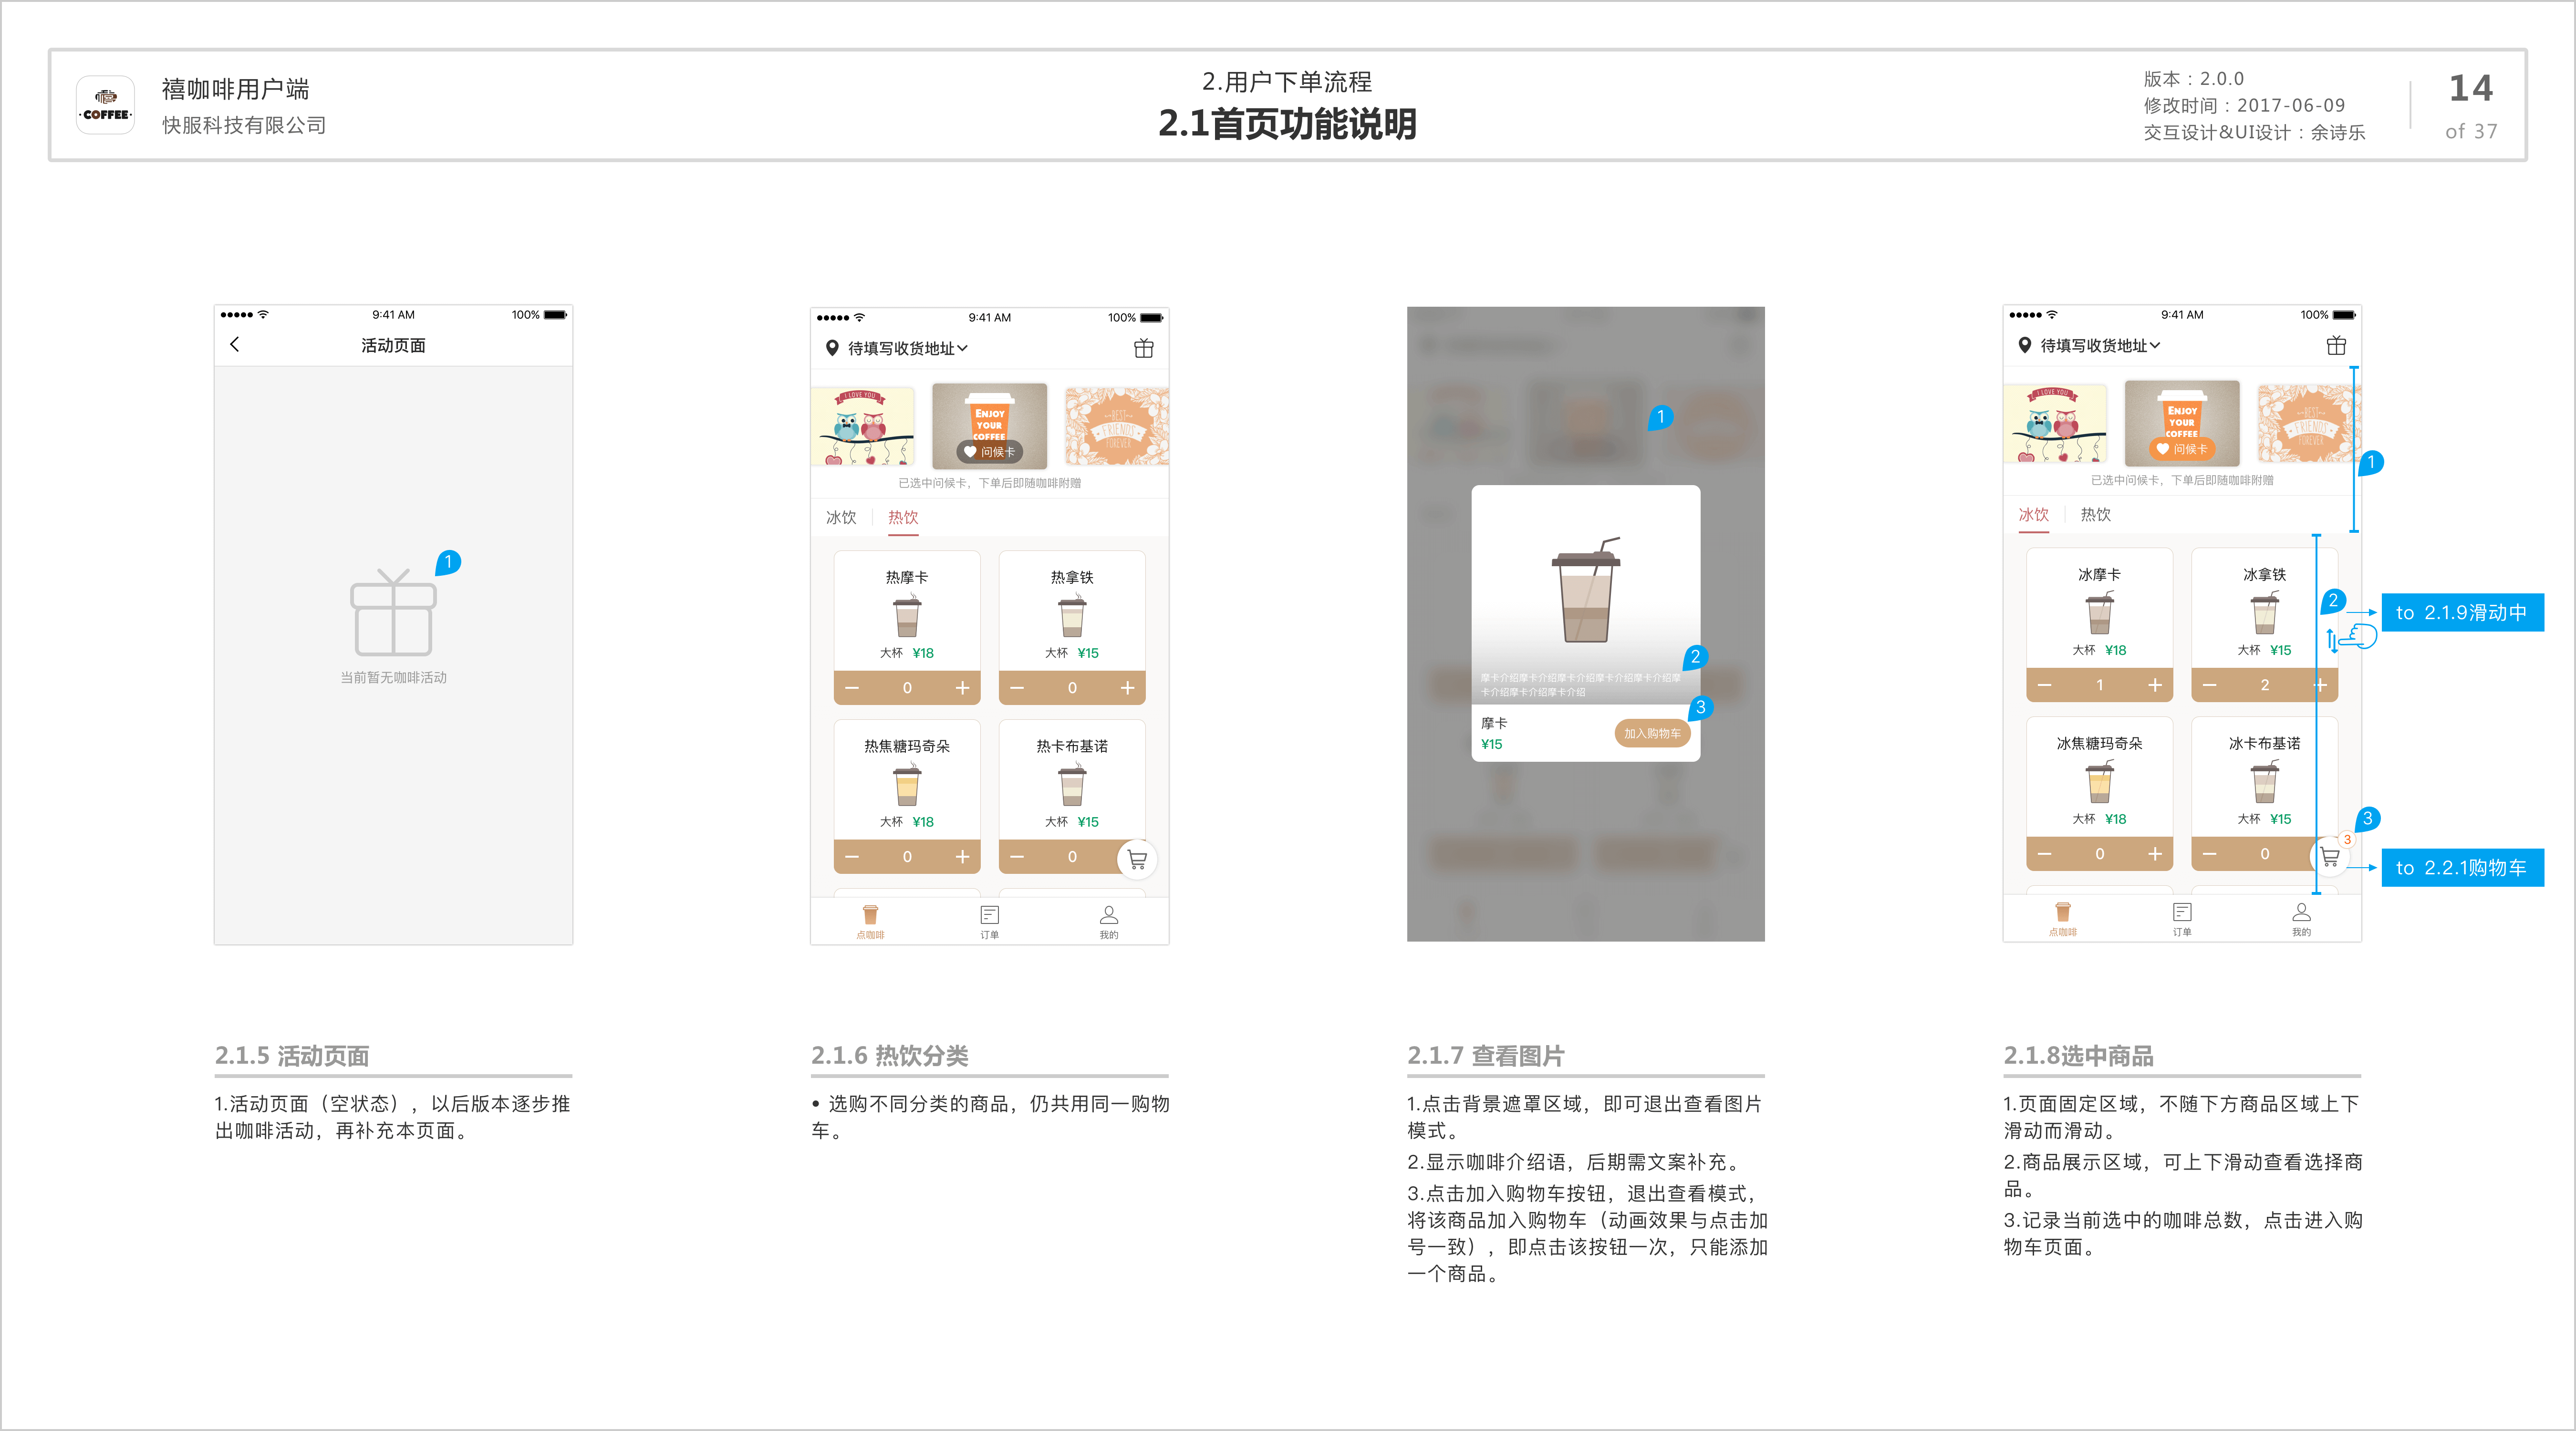 禧咖啡用户端
快服科技有限公司
·COFFEE·
2.用户下单流程
2.1首页功能说明
版本：2.0.0
修改时间：2017-06-09
交互设计&UI设计：余诗乐
14
of 37
9:41 AM 100%
活动页面
1
当前暂无咖啡活动
9:41 AM 100%
待填写收货地址
I LOVE YOU
ENJOY
YOUR
COFFEE
问候卡
BEST
FRIENDS
FOREVER
已选中问候卡，下单后即随咖啡附赠
冰饮 热饮
热摩卡 热拿铁
大杯 ¥18 大杯 ¥15
− 0 + − 0 +
热焦糖玛奇朵 热卡布基诺
大杯 ¥18 大杯 ¥15
− 0 + − 0
点咖啡 订单 我的
1
2
摩卡介绍摩卡介绍摩卡介绍摩卡介绍摩卡介绍摩
卡介绍摩卡介绍摩卡介绍
3
摩卡
¥15
加入购物车
9:41 AM 100%
待填写收货地址
I LOVE YOU
ENJOY
YOUR
COFFEE
问候卡
BEST
FRIENDS
FOREVER
1
已选中问候卡，下单后即随咖啡附赠
冰饮 热饮
冰摩卡 冰拿铁
2
to 2.1.9滑动中
大杯 ¥18 大杯 ¥15
− 1 + − 2 +
冰焦糖玛奇朵 冰卡布基诺
大杯 ¥18 大杯 ¥15
3
3
− 0 + − 0
to 2.2.1购物车
点咖啡 订单 我的
2.1.5 活动页面
1.活动页面（空状态），以后版本逐步推
出咖啡活动，再补充本页面。
2.1.6 热饮分类
• 选购不同分类的商品，仍共用同一购物
车。
2.1.7 查看图片
1.点击背景遮罩区域，即可退出查看图片
模式。
2.显示咖啡介绍语，后期需文案补充。
3.点击加入购物车按钮，退出查看模式，
将该商品加入购物车（动画效果与点击加
号一致），即点击该按钮一次，只能添加
一个商品。
2.1.8选中商品
1.页面固定区域，不随下方商品区域上下
滑动而滑动。
2.商品展示区域，可上下滑动查看选择商
品。
3.记录当前选中的咖啡总数，点击进入购
物车页面。